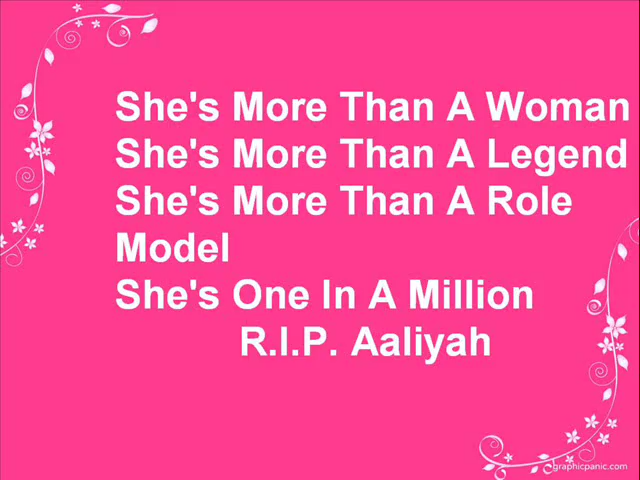 She's More Than A Woman
She's More Than A Legend
She's More Than A Role
Model
She's One In A Million
R.I.P. Aaliyah
graphicpanic.com